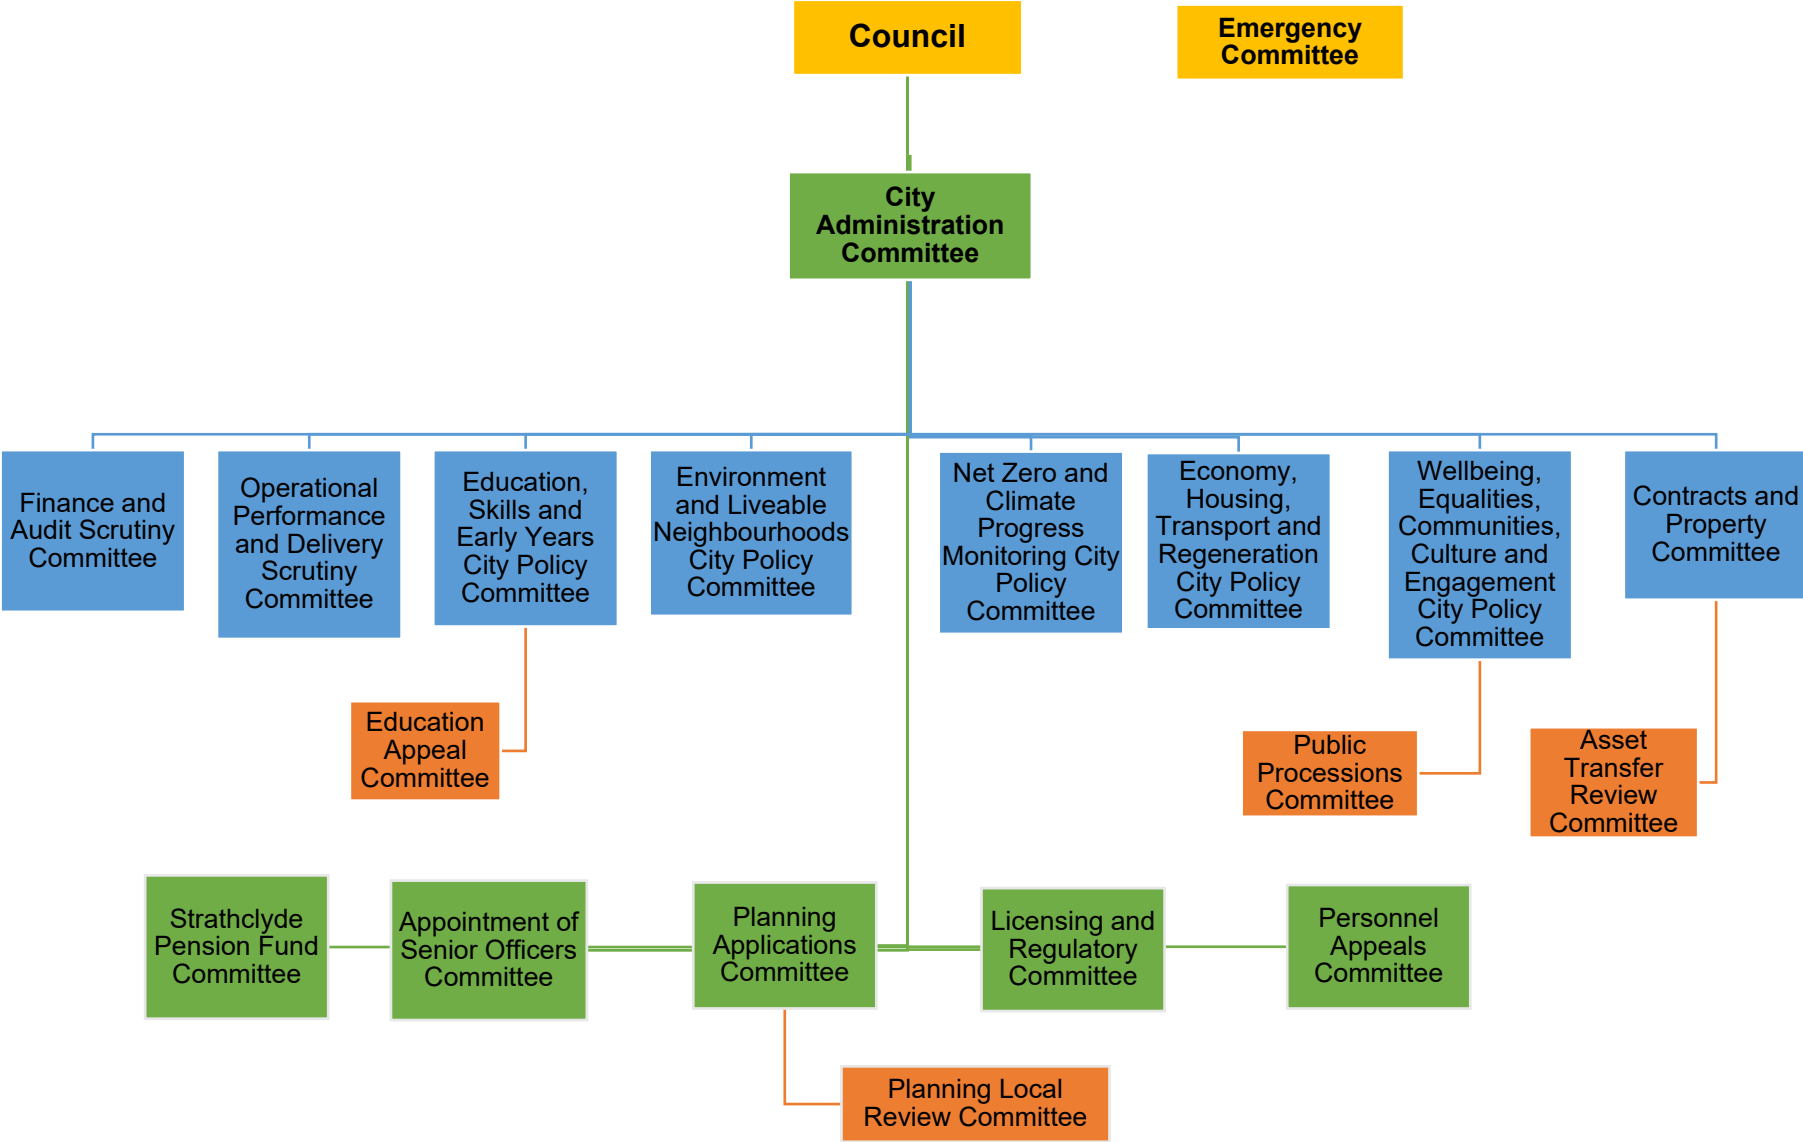 Council
Emergency
Committee
City
Administration
Committee
Finance and
Audit Scrutiny
Committee
Operational
Performance
and Delivery
Scrutiny
Committee
Education,
Skills and
Early Years
City Policy
Committee
Environment
and Liveable
Neighbourhoods
City Policy
Committee
Net Zero and
Climate
Progress
Monitoring City
Policy
Committee
Economy,
Housing,
Transport and
Regeneration
City Policy
Committee
Wellbeing,
Equalities,
Communities,
Culture and
Engagement
City Policy
Committee
Contracts and
Property
Committee
Education
Appeal
Committee
Public
Processions
Committee
Asset
Transfer
Review
Committee
Strathclyde
Pension Fund
Committee
Appointment of
Senior Officers
Committee
Planning
Applications
Committee
Licensing and
Regulatory
Committee
Personnel
Appeals
Committee
Planning Local
Review Committee